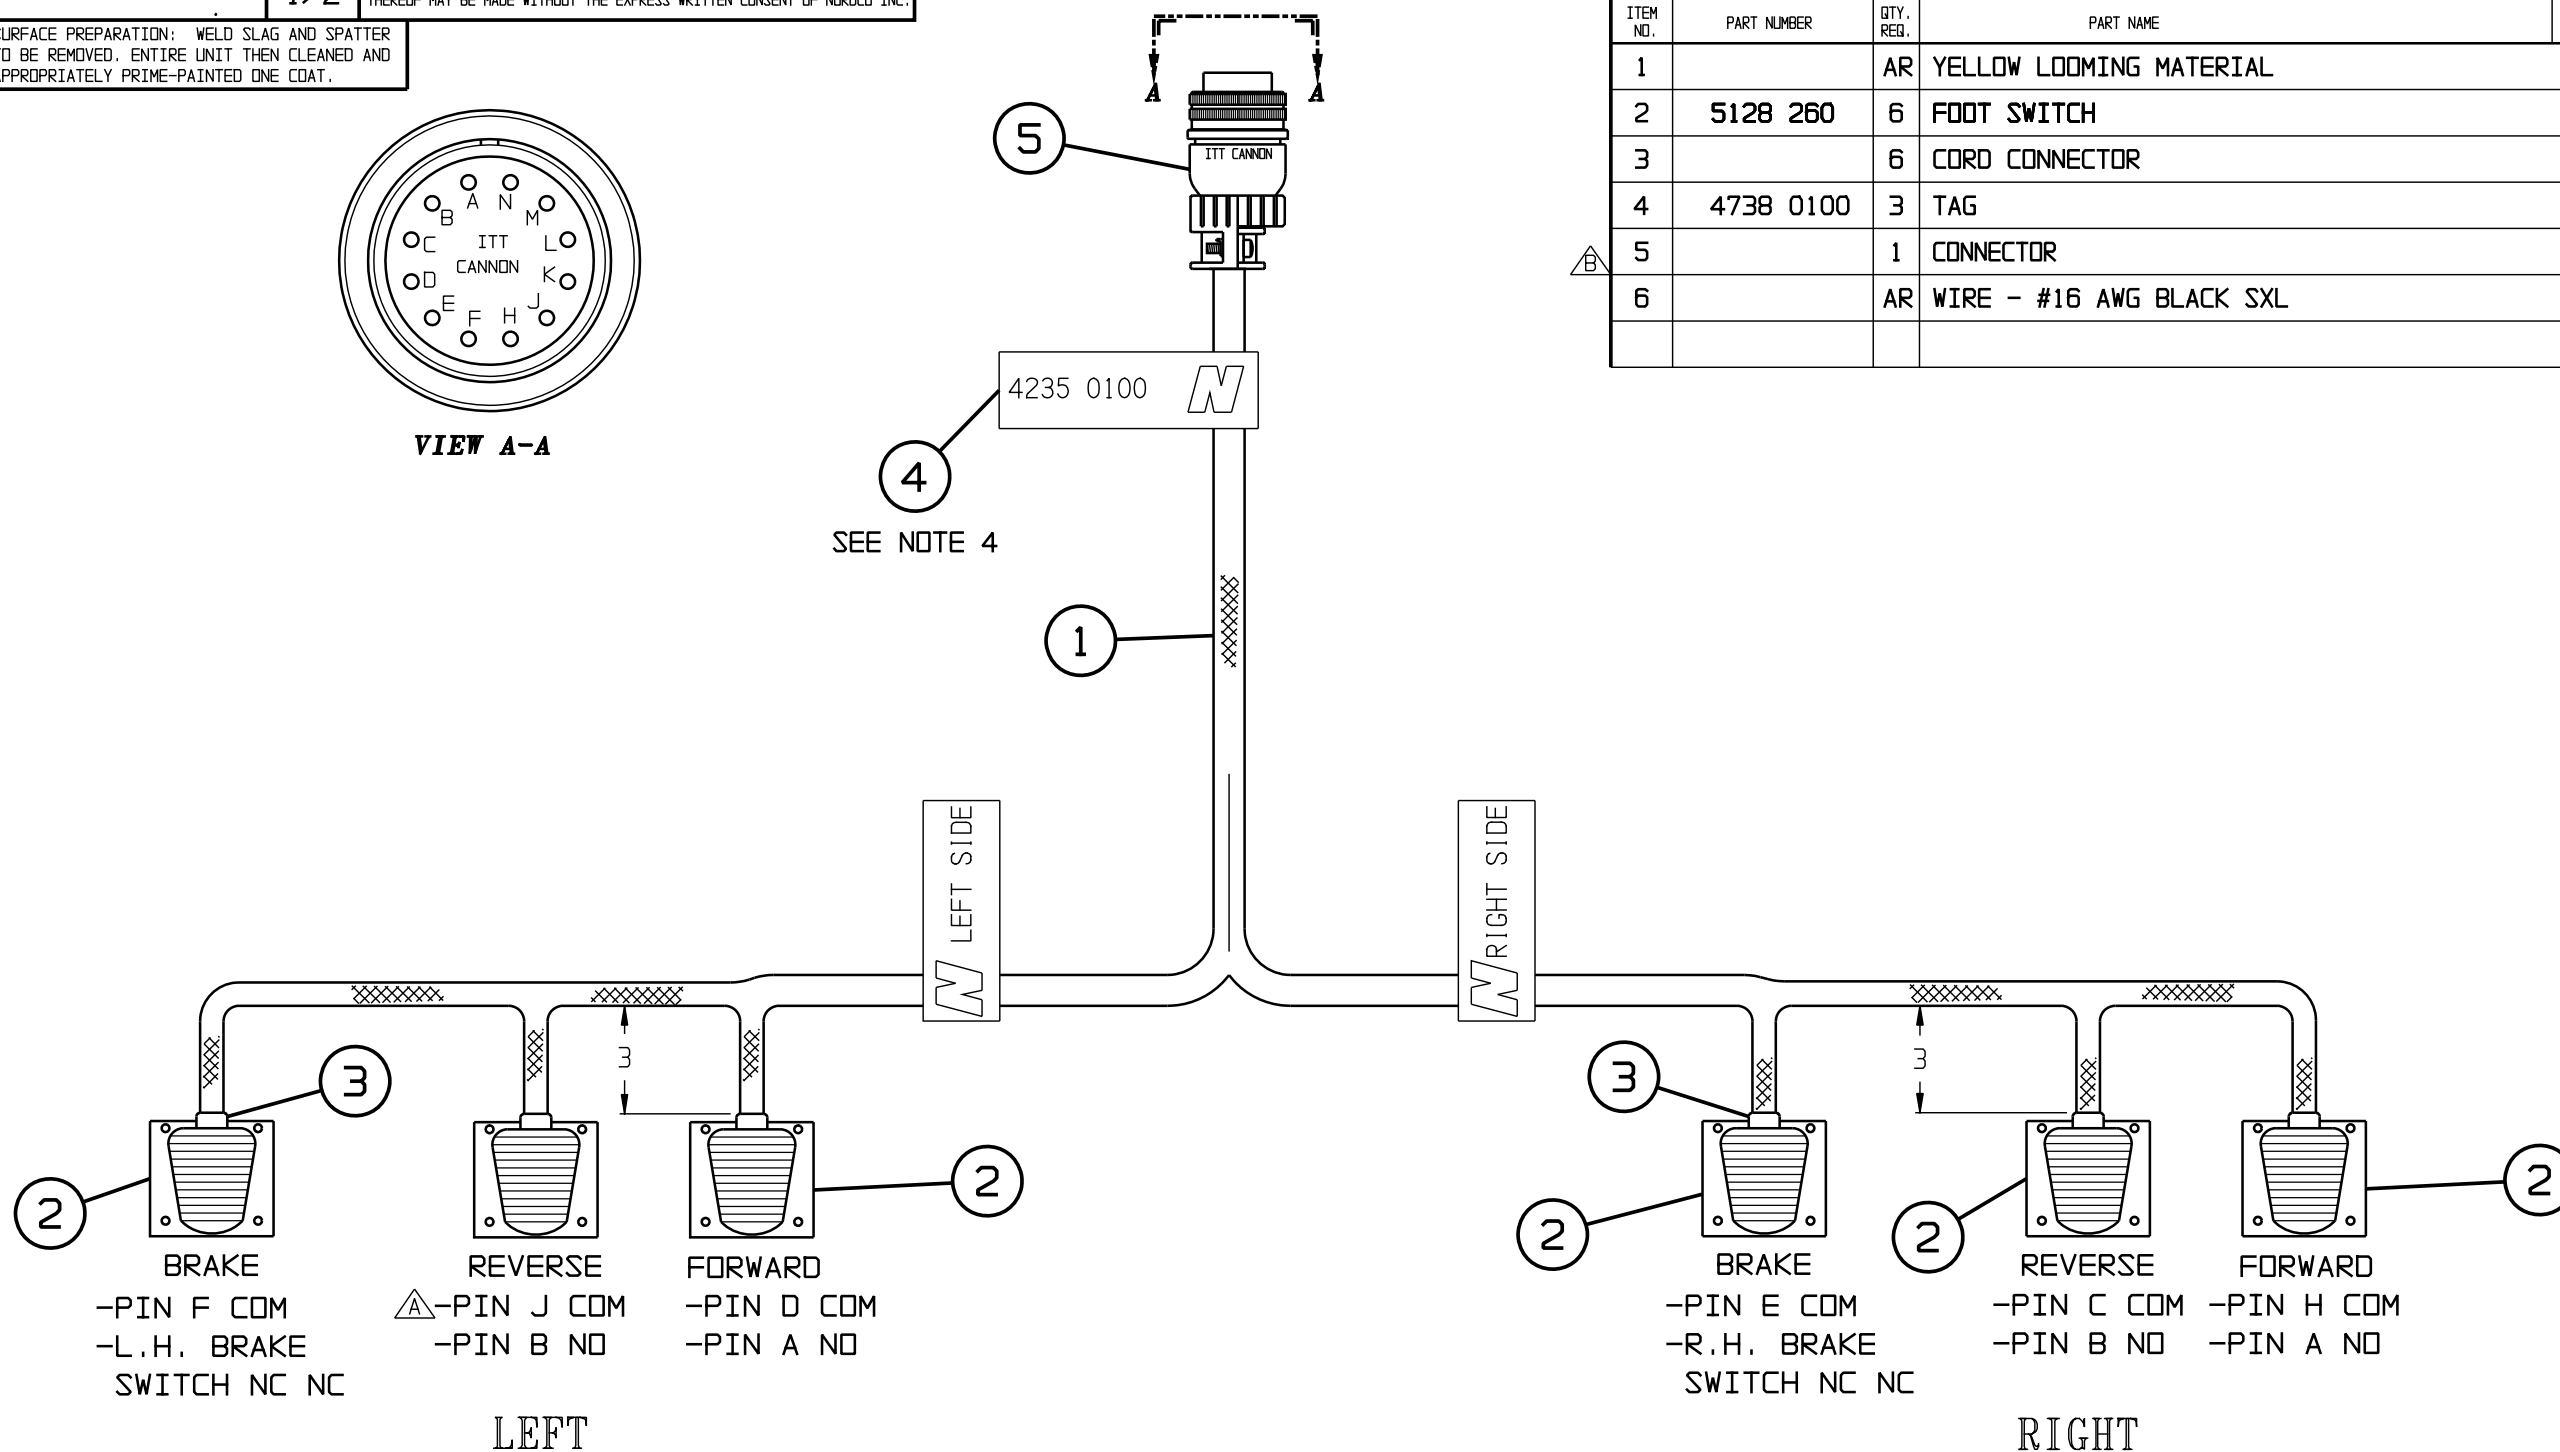 THEREOF MAY BE MADE WITHOUT THE EXPRESS WRITTEN CONSENT OF NORDCO INC.
SURFACE PREPARATION: WELD SLAG AND SPATTER
TO BE REMOVED. ENTIRE UNIT THEN CLEANED AND
APPROPRIATELY PRIME-PAINTED ONE COAT.
ITEM NO. PART NUMBER QTY. REQ. PART NAME
1 AR YELLOW LOOMING MATERIAL
2 5128 260 6 FOOT SWITCH
3 6 CORD CONNECTOR
4 4738 0100 3 TAG
B 5 1 CONNECTOR
6 AR WIRE - #16 AWG BLACK SXL
A A
5
ITT CANNON
A N
B M
C ITT L
CANNON K
D
E J
F H
VIEW A-A
4235 0100 N
4
SEE NOTE 4
1
N LEFT SIDE
N RIGHT SIDE
3
3
3
3
2
2
2
2
2
BRAKE
-PIN F COM
-L.H. BRAKE
SWITCH NC NC
REVERSE
A -PIN J COM
-PIN B NO
FORWARD
-PIN D COM
-PIN A NO
LEFT
BRAKE
-PIN E COM
-R.H. BRAKE
SWITCH NC NC
REVERSE
-PIN C COM
-PIN B NO
FORWARD
-PIN H COM
-PIN A NO
RIGHT